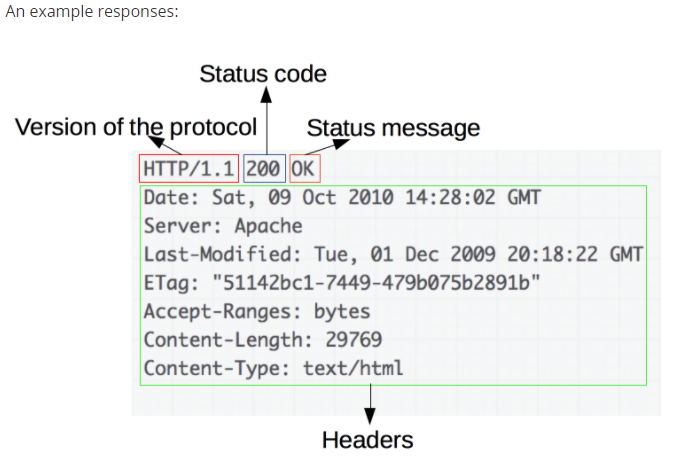 An example responses:
Status code
Version of the protocol
Status message
HTTP/1.1 200 OK
Date: Sat, 09 Oct 2010 14:28:02 GMT
Server: Apache
Last-Modified: Tue, 01 Dec 2009 20:18:22 GMT
ETag: "51142bc1-7449-479b075b2891b"
Accept-Ranges: bytes
Content-Length: 29769
Content-Type: text/html
Headers